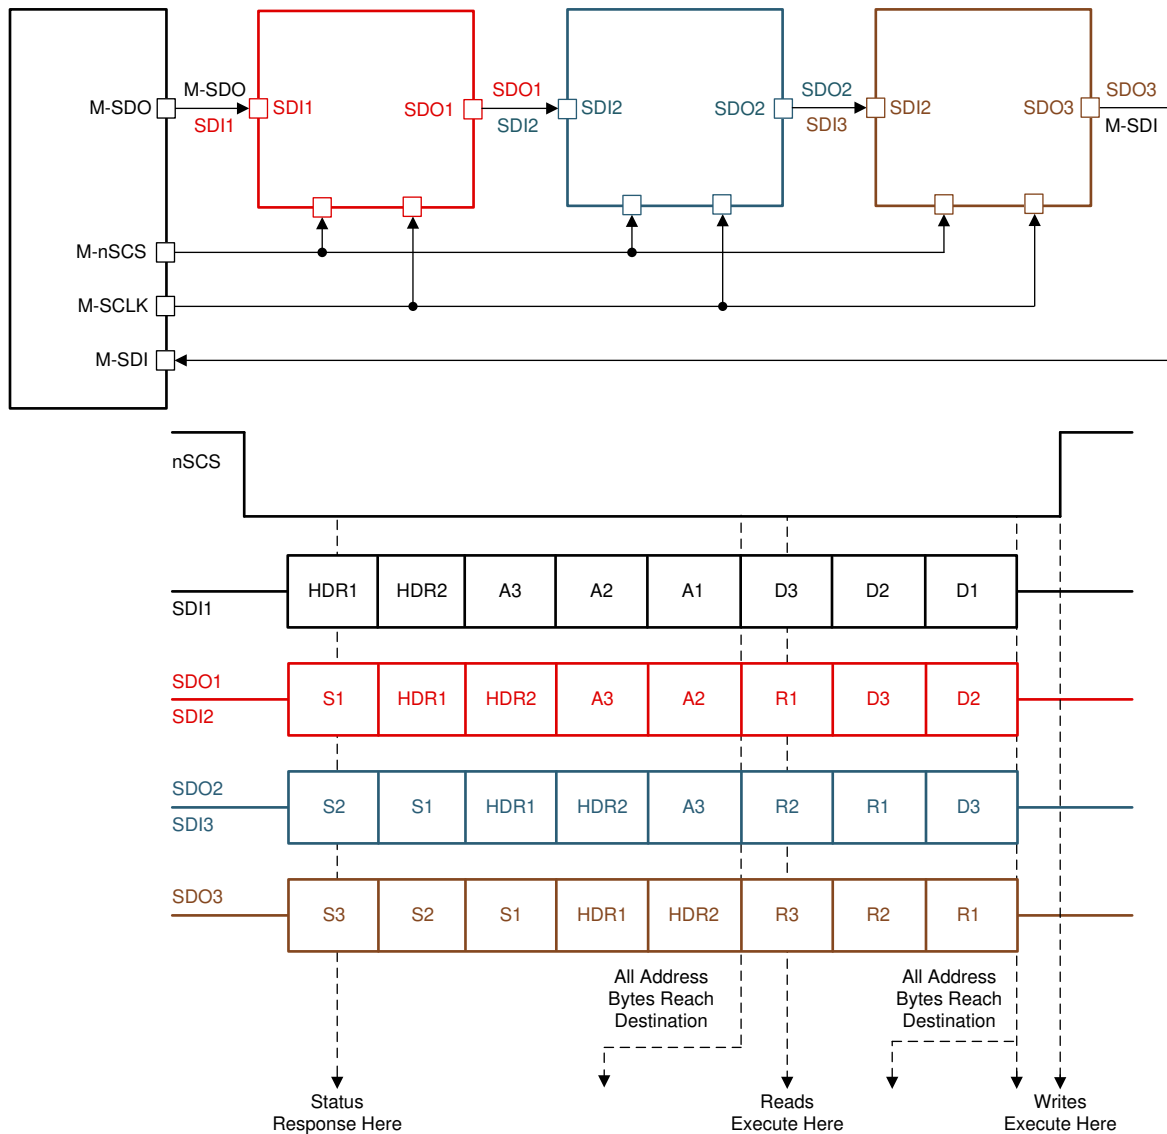 M-SDO
M-SDO
SDI1
SDI1
SDO1
SDO1
SDI2
SDI2
SDO2
SDO2
SDI3
SDI2
SDO3
SDO3
M-SDI
M-nSCS
M-SCLK
M-SDI
nSCS
SDI1
HDR1 HDR2 A3 A2 A1 D3 D2 D1
SDO1
SDI2
S1 HDR1 HDR2 A3 A2 R1 D3 D2
SDO2
SDI3
S2 S1 HDR1 HDR2 A3 R2 R1 D3
SDO3
S3 S2 S1 HDR1 HDR2 R3 R2 R1
All Address
Bytes Reach
Destination
All Address
Bytes Reach
Destination
Status
Response Here
Reads
Execute Here
Writes
Execute Here